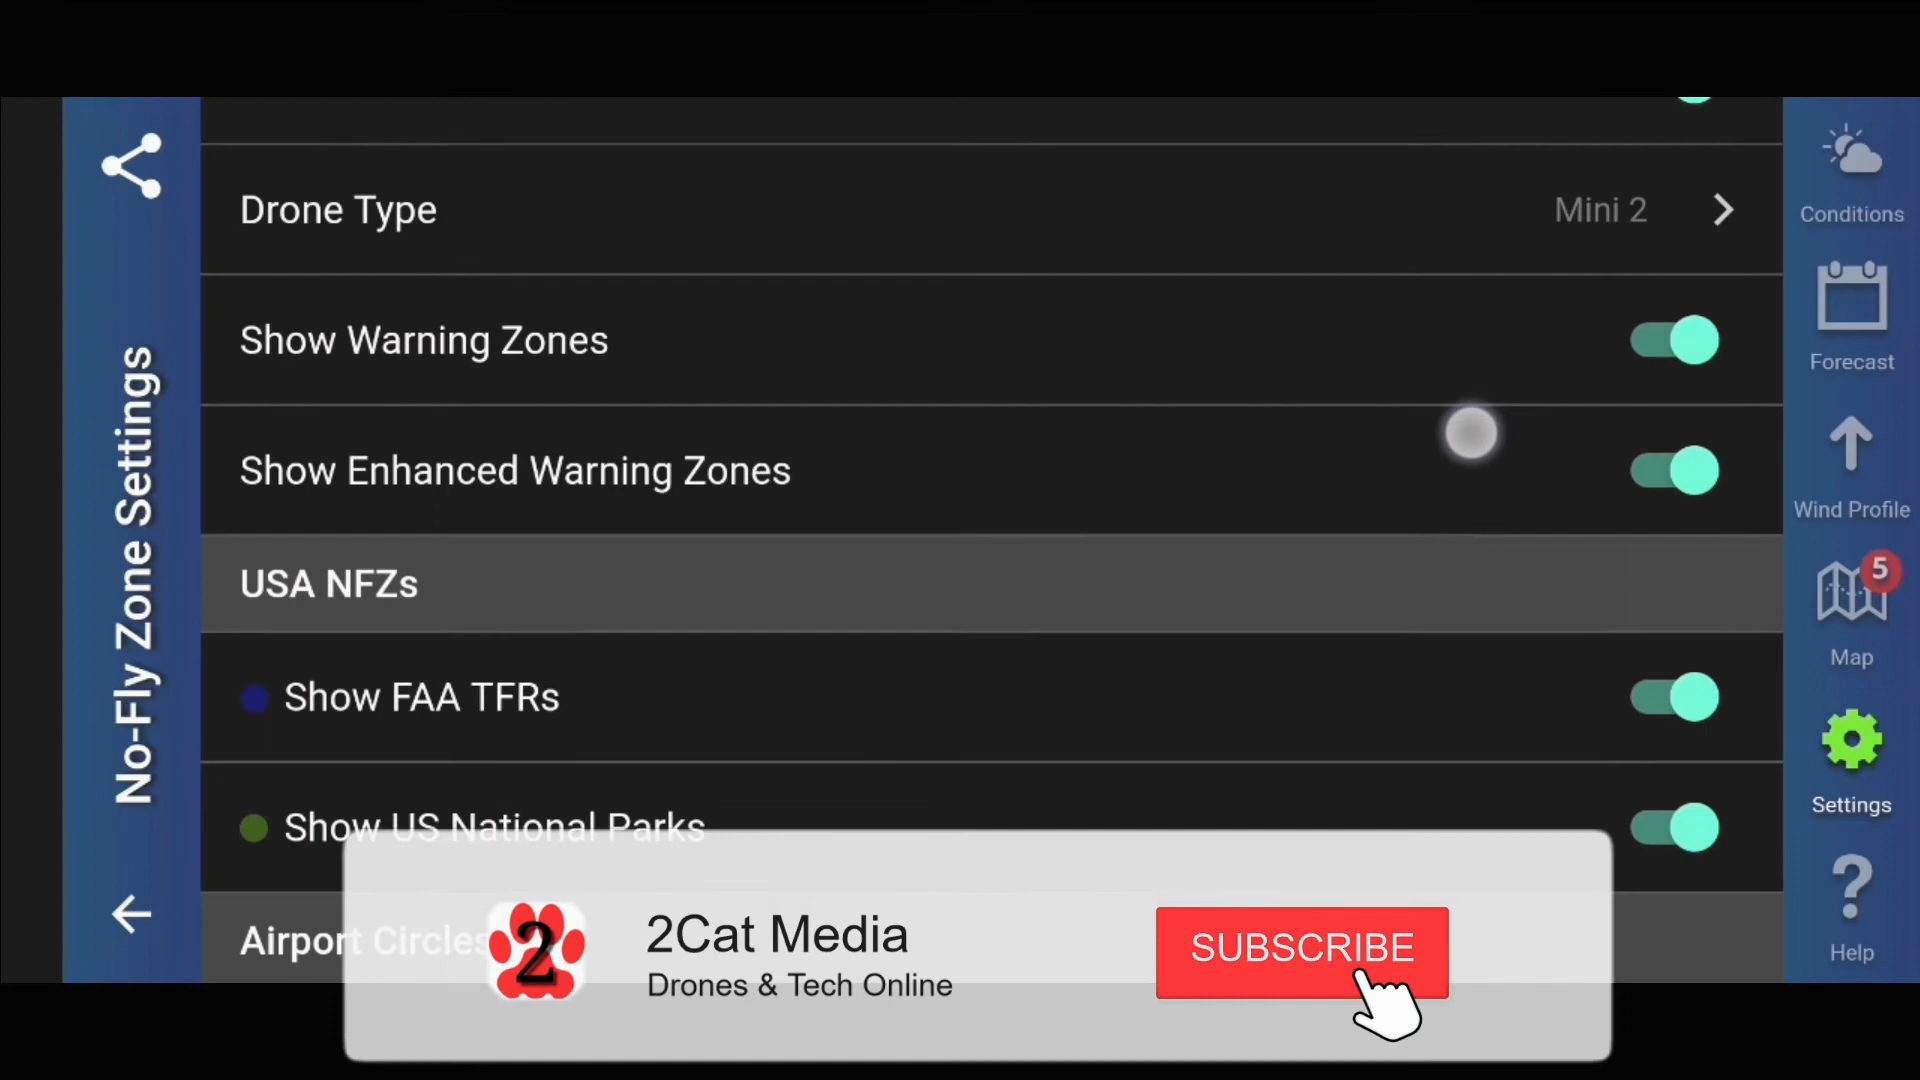 No-Fly Zone Settings
Drone Type
Mini 2
Show Warning Zones
Show Enhanced Warning Zones
USA NFZs
Show FAA TFRs
Show US National Parks
Airport Circles
Conditions
Forecast
Wind Profile
5
Map
Settings
Help
2
2Cat Media
Drones & Tech Online
SUBSCRIBE